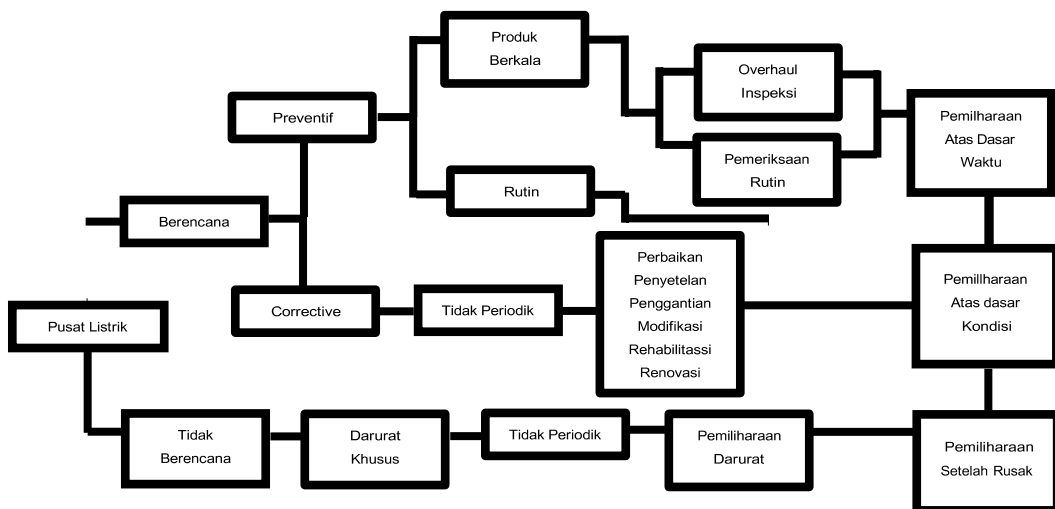 Produk
Berkala
Overhaul
Inspeksi
Preventif
Pemilharaan
Atas Dasar
Waktu
Pemeriksaan
Rutin
Rutin
Berencana
Perbaikan
Penyetelan
Penggantian
Modifikasi
Rehabilitassi
Renovasi
Pemillharaan
Atas dasar
Kondisi
Corrective
Tidak Periodik
Pusat Listrik
Tidak
Berencana
Darurat
Khusus
Tidak Periodik
Pemiliharaan
Darurat
Pemiliharaan
Setelah Rusak